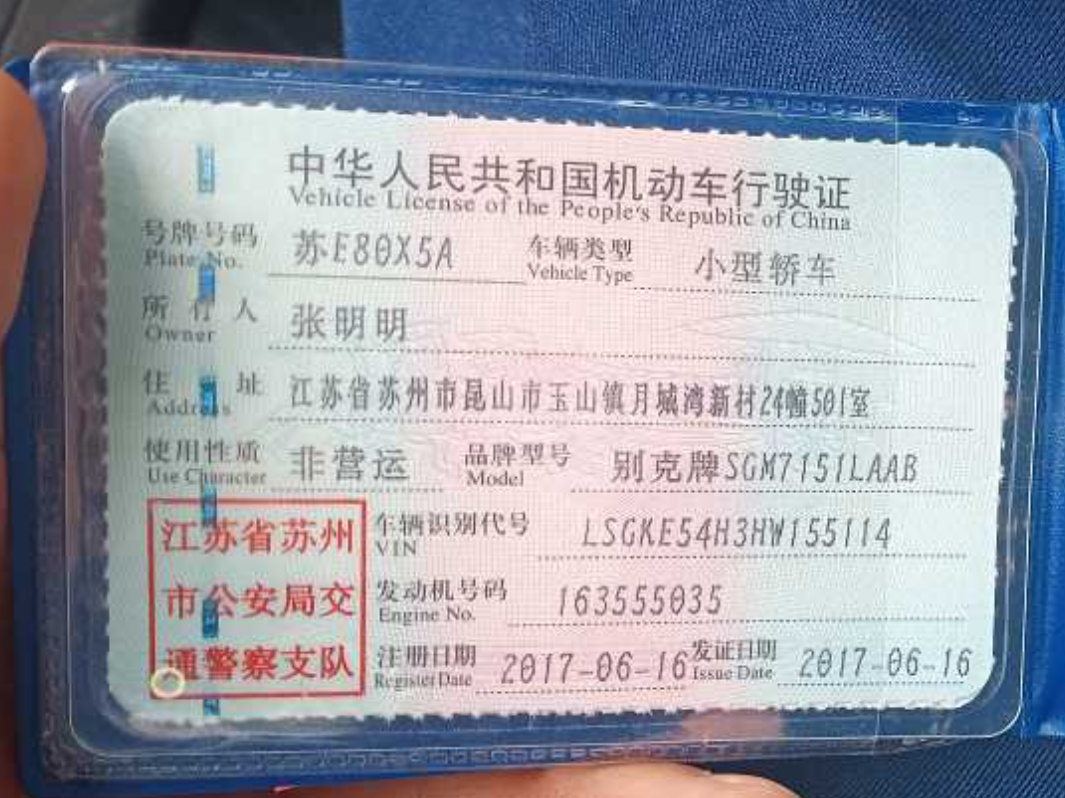 中华人民共和国机动车行驶证
Vehicle License of the People's Republic of China
号牌号码 苏E80X5A 车辆类型 小型轿车
Plate No. Vehicle Type
所有人 张明明
Owner
住址 江苏省苏州市昆山市玉山镇月城湾新村24幢501室
Address
使用性质 非营运 品牌型号 别克牌SGM7151LAAB
Use Character Model
江苏省苏州 车辆识别代号 LSGKE54H3HW155114
VIN
市公安局交 发动机号码 163555035
Engine No.
通警察支队 注册日期 2017-06-16 发证日期 2017-06-16
Register Date Issue Date